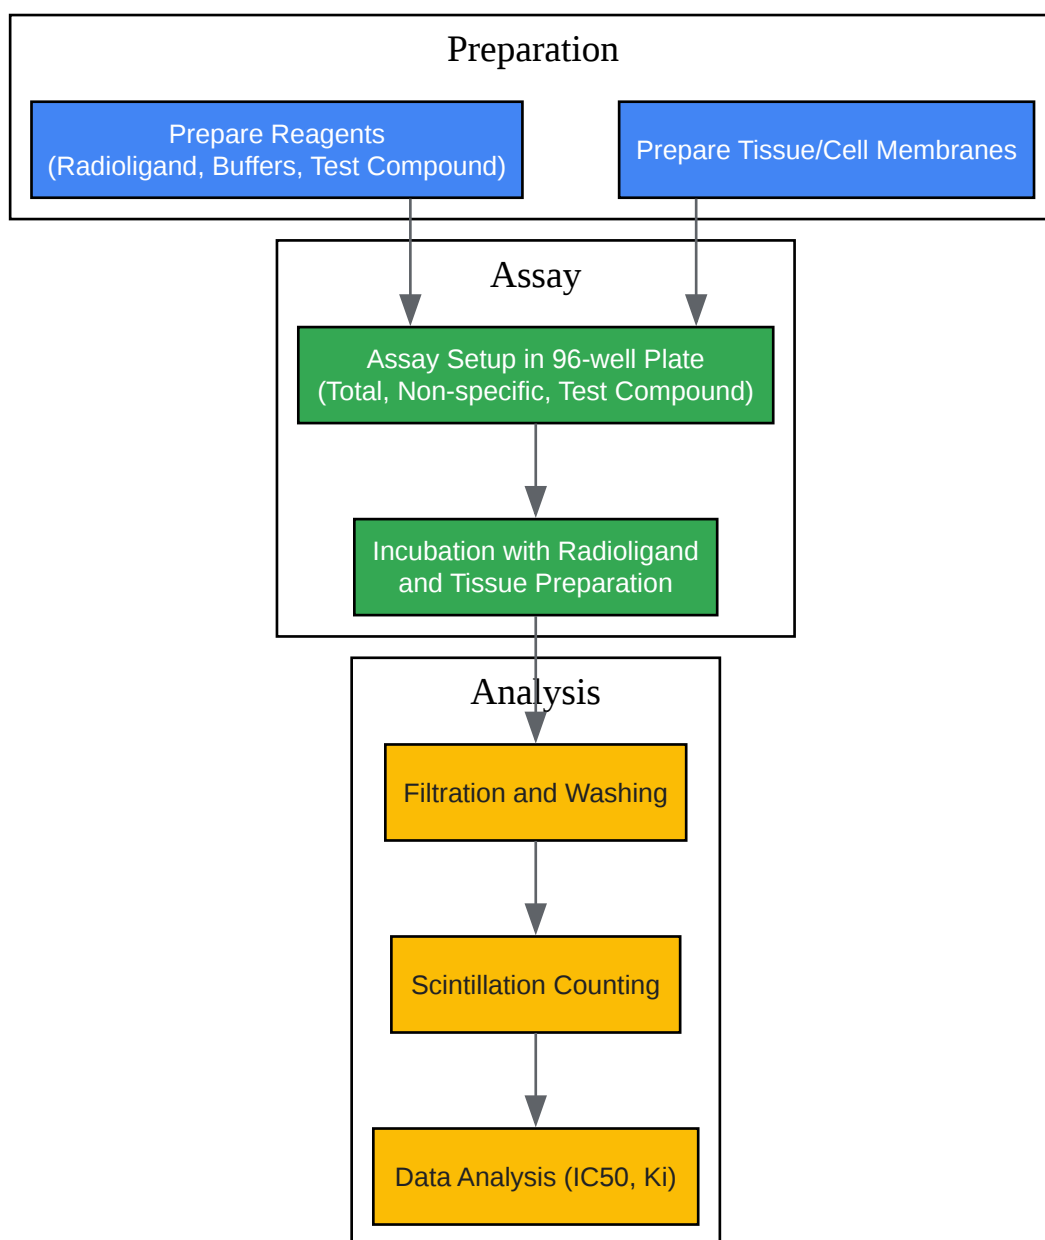 Preparation
Prepare Reagents
(Radioligand, Buffers, Test Compound)
Prepare Tissue/Cell Membranes
Assay
Assay Setup in 96-well Plate
(Total, Non-specific, Test Compound)
Incubation with Radioligand
and Tissue Preparation
Analysis
Filtration and Washing
Scintillation Counting
Data Analysis (IC50, Ki)